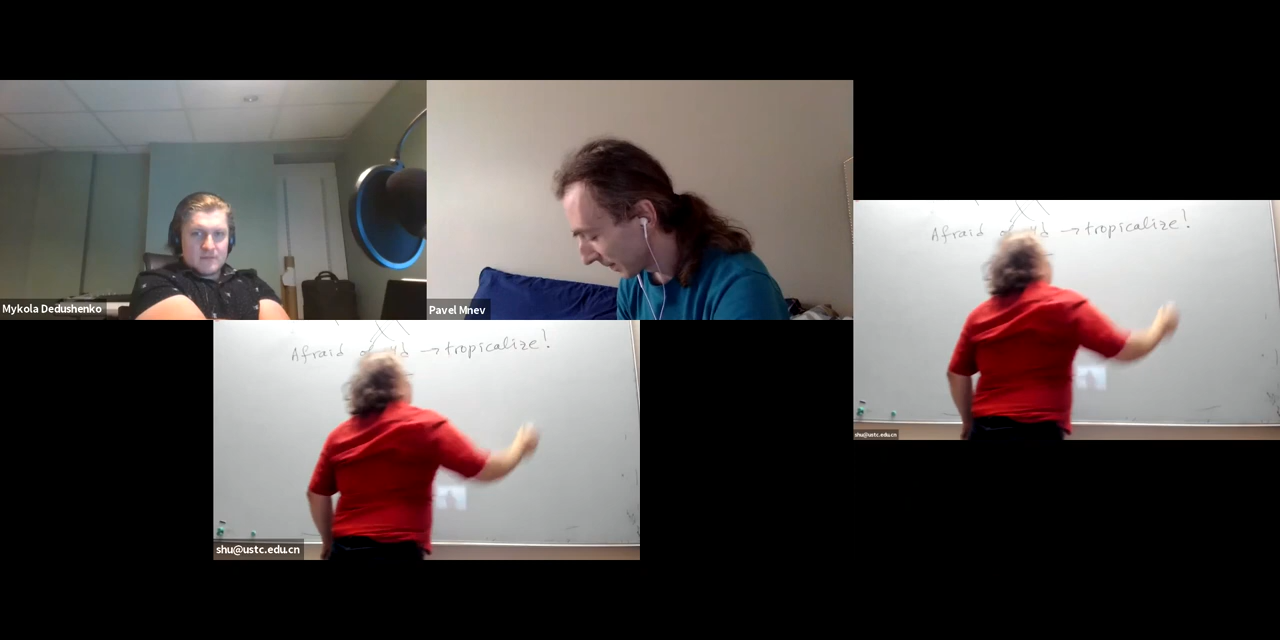 Mykola Dedushenko
Pavel Mnev
Afraid → tropicalize!
shu@ustc.edu.cn
Afraid → tropicalize!
shu@ustc.edu.cn